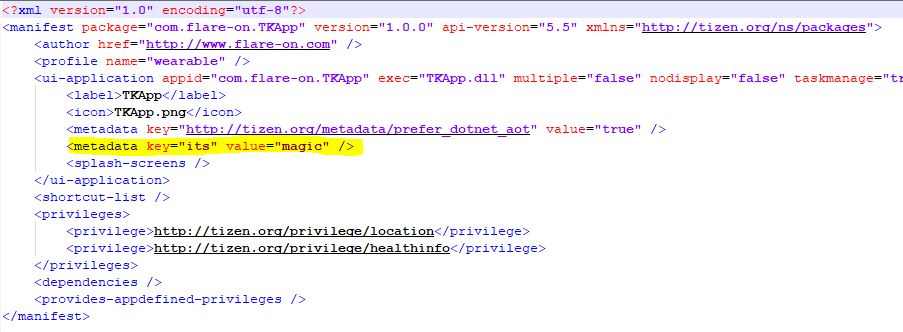 <?xml version="1.0" encoding="utf-8"?>
<manifest package="com.flare-on.TKApp" version="1.0.0" api-version="5.5" xmlns="http://tizen.org/ns/packages">
<author href="http://www.flare-on.com" />
<profile name="wearable" />
<ui-application appid="com.flare-on.TKApp" exec="TKApp.dll" multiple="false" nodisplay="false" taskmanage="tr
<label>TKApp</label>
<icon>TKApp.png</icon>
<metadata key="http://tizen.org/metadata/prefer_dotnet_aot" value="true" />
<metadata key="its" value="magic" />
<splash-screens />
</ui-application>
<shortcut-list />
<privileges>
<privilege>http://tizen.org/privilege/location</privilege>
<privilege>http://tizen.org/privilege/healthinfo</privilege>
</privileges>
<dependencies />
<provides-appdefined-privileges />
</manifest>